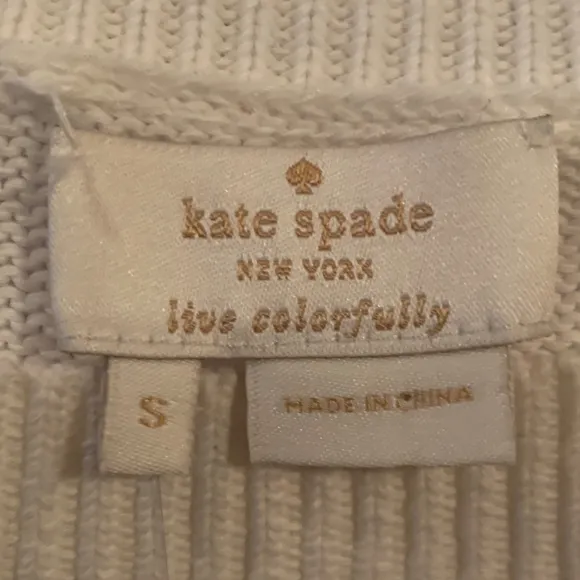 kate spade
NEW YORK
live colorfully
S
MADE IN CHINA